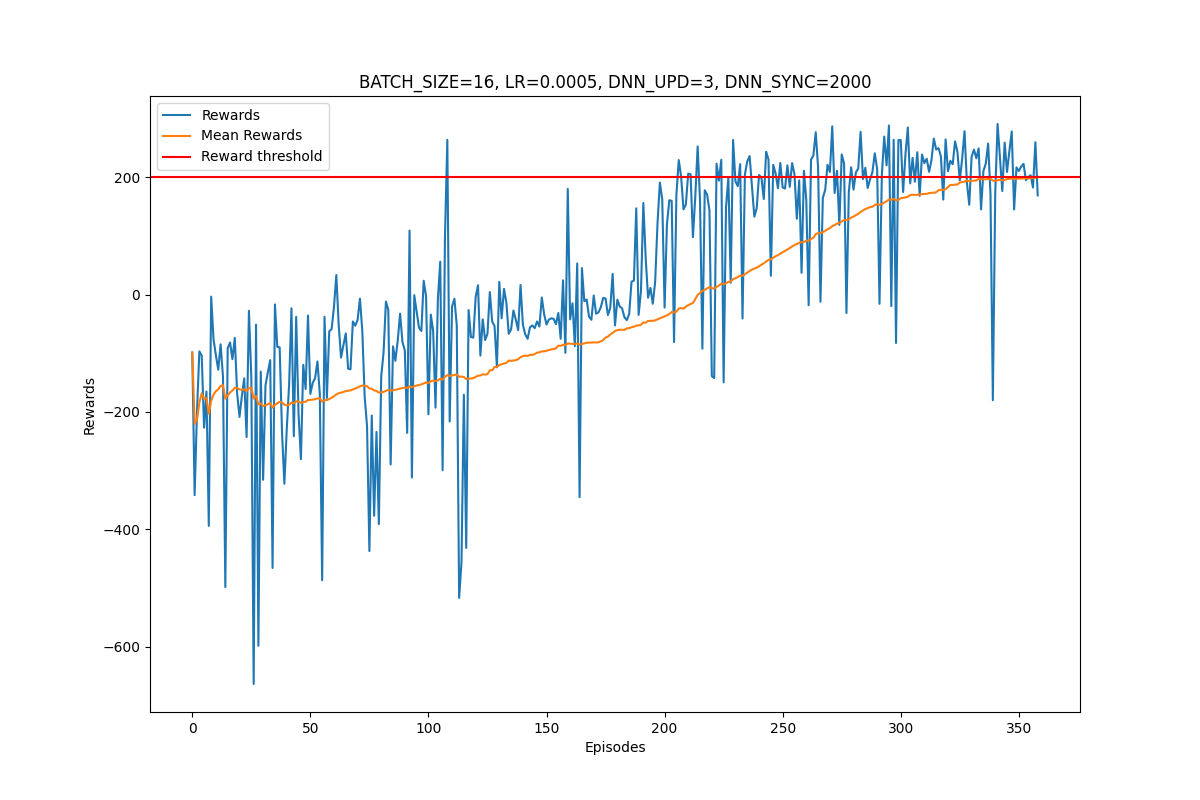 BATCH_SIZE=16, LR=0.0005, DNN_UPD=3, DNN_SYNC=2000
Rewards
Mean Rewards
Reward threshold
200
0
−200
−400
−600
Rewards
0 50 100 150 200 250 300 350
Episodes